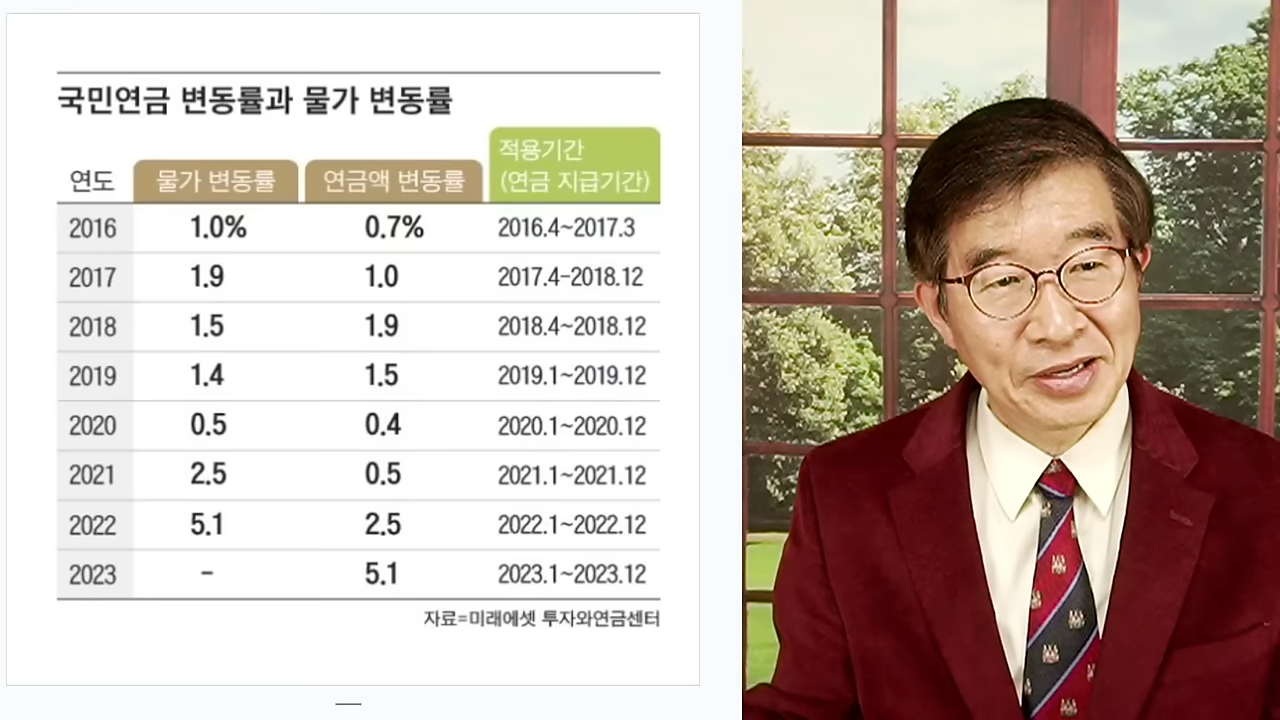 국민연금 변동률과 물가 변동률
연도 물가 변동률 연금액 변동률 적용기간
(연금 지급기간)
2016 1.0% 0.7% 2016.4~2017.3
2017 1.9 1.0 2017.4-2018.12
2018 1.5 1.9 2018.4~2018.12
2019 1.4 1.5 2019.1~2019.12
2020 0.5 0.4 2020.1~2020.12
2021 2.5 0.5 2021.1~2021.12
2022 5.1 2.5 2022.1~2022.12
2023 - 5.1 2023.1~2023.12
자료=미래에셋 투자와연금센터